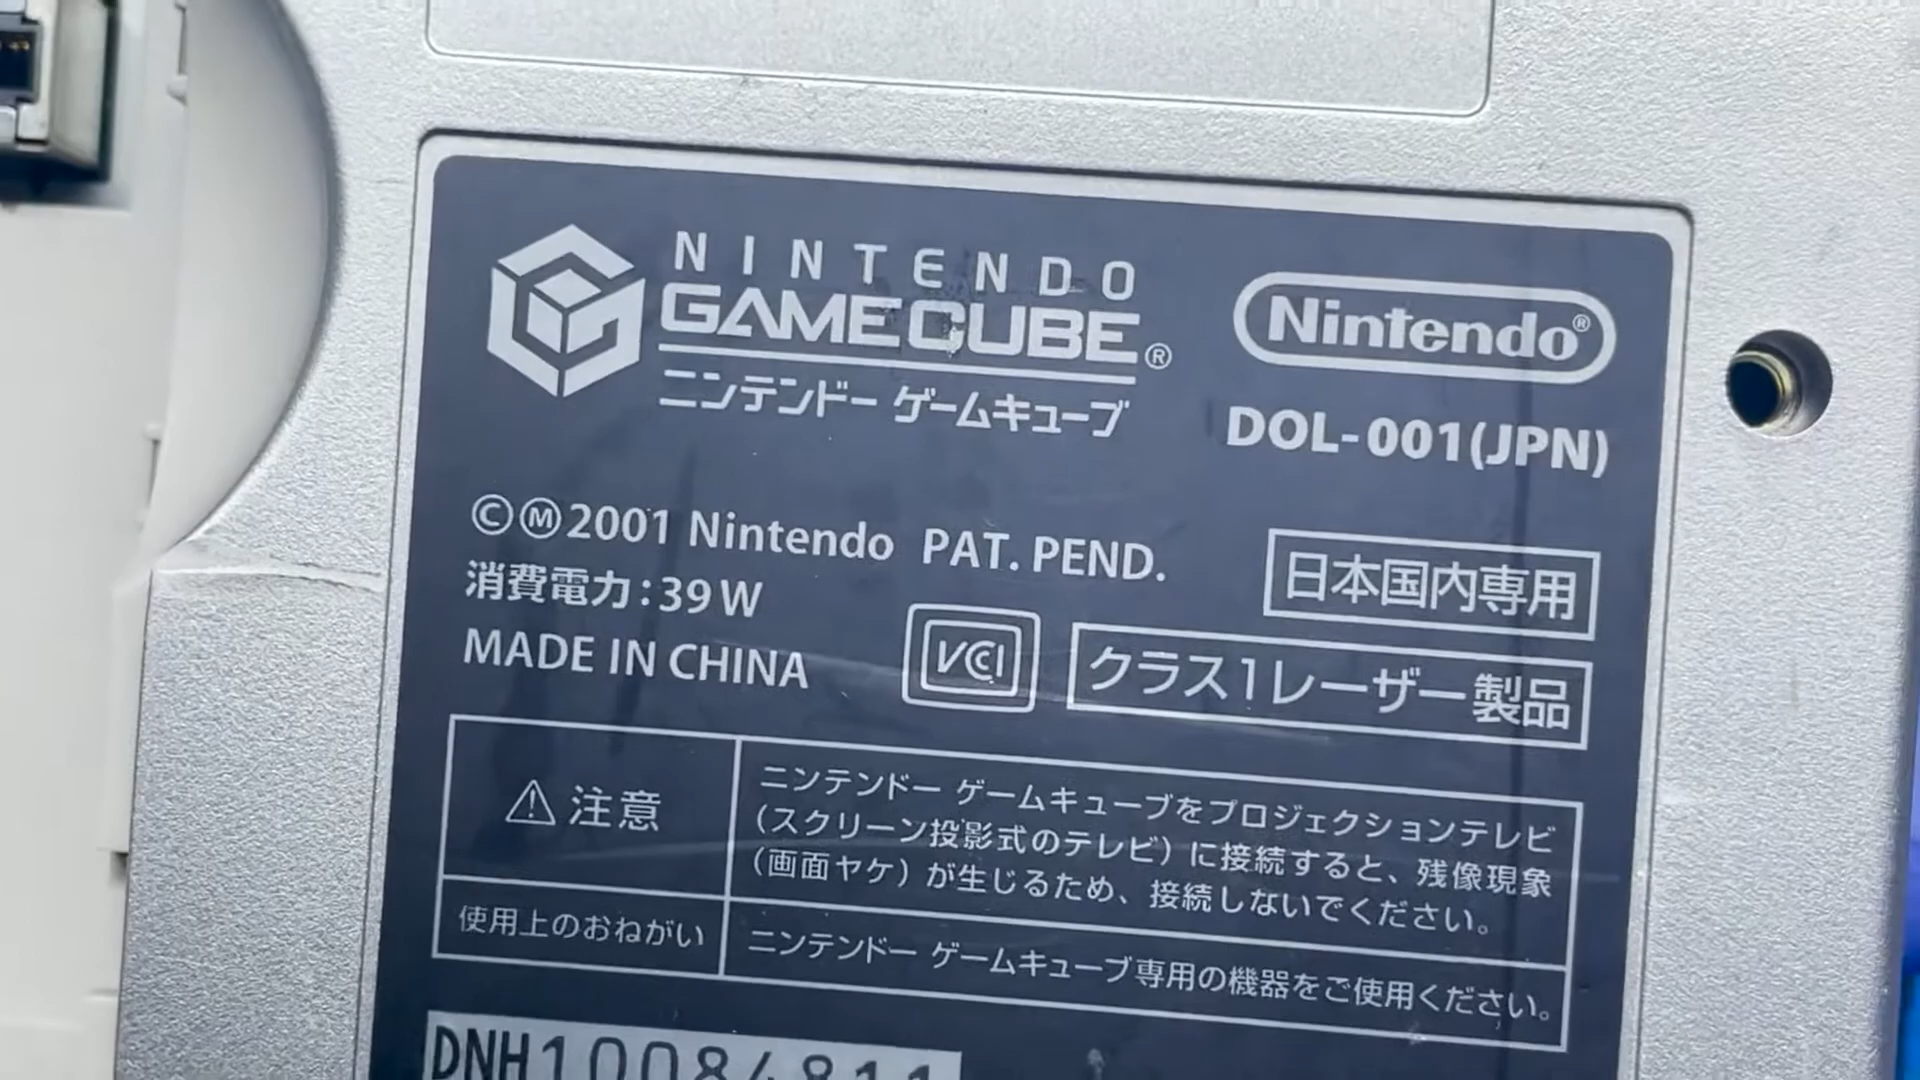 NINTENDO
GAMECUBE®
ニンテンドー ゲームキューブ
Nintendo®
DOL-001(JPN)
©Ⓜ2001 Nintendo PAT. PEND.
消費電力:39W
MADE IN CHINA
VCI
日本国内専用
クラス1レーザー製品
⚠注意
ニンテンドー ゲームキューブをプロジェクションテレビ
(スクリーン投影式のテレビ)に接続すると、残像現象
(画面ヤケ)が生じるため、接続しないでください。
使用上のおねがい
ニンテンドー ゲームキューブ専用の機器をご使用ください。
DNH10084811